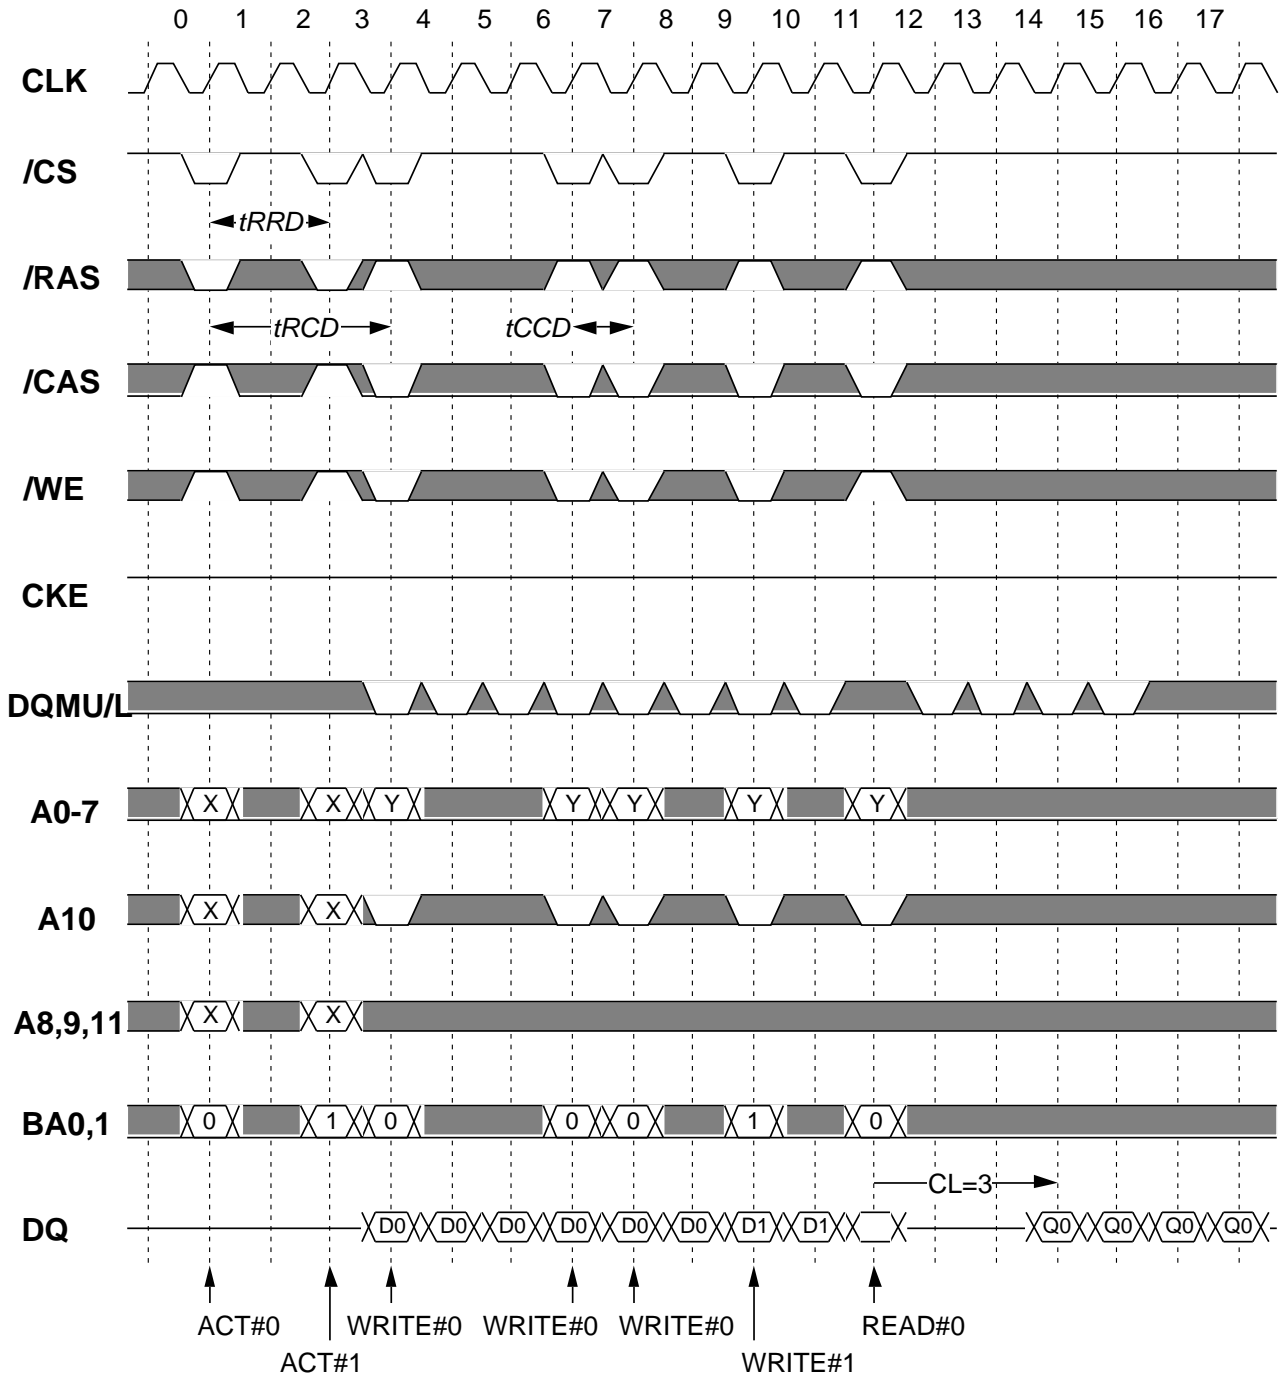 0 1 2 3 4 5 6 7 8 9 10 11 12 13 14 15 16 17
CLK
/CS
tRRD
/RAS
tRCD tCCD
/CAS
/WE
CKE
DQMU/L
A0-7 X X Y Y Y Y Y
A10 X X
A8,9,11 X X
BA0,1 0 1 0 0 0 1 0
CL=3
DQ D0 D0 D0 D0 D0 D0 D1 D1 Q0 Q0 Q0 Q0
ACT#0 WRITE#0 WRITE#0 WRITE#0 READ#0
ACT#1 WRITE#1